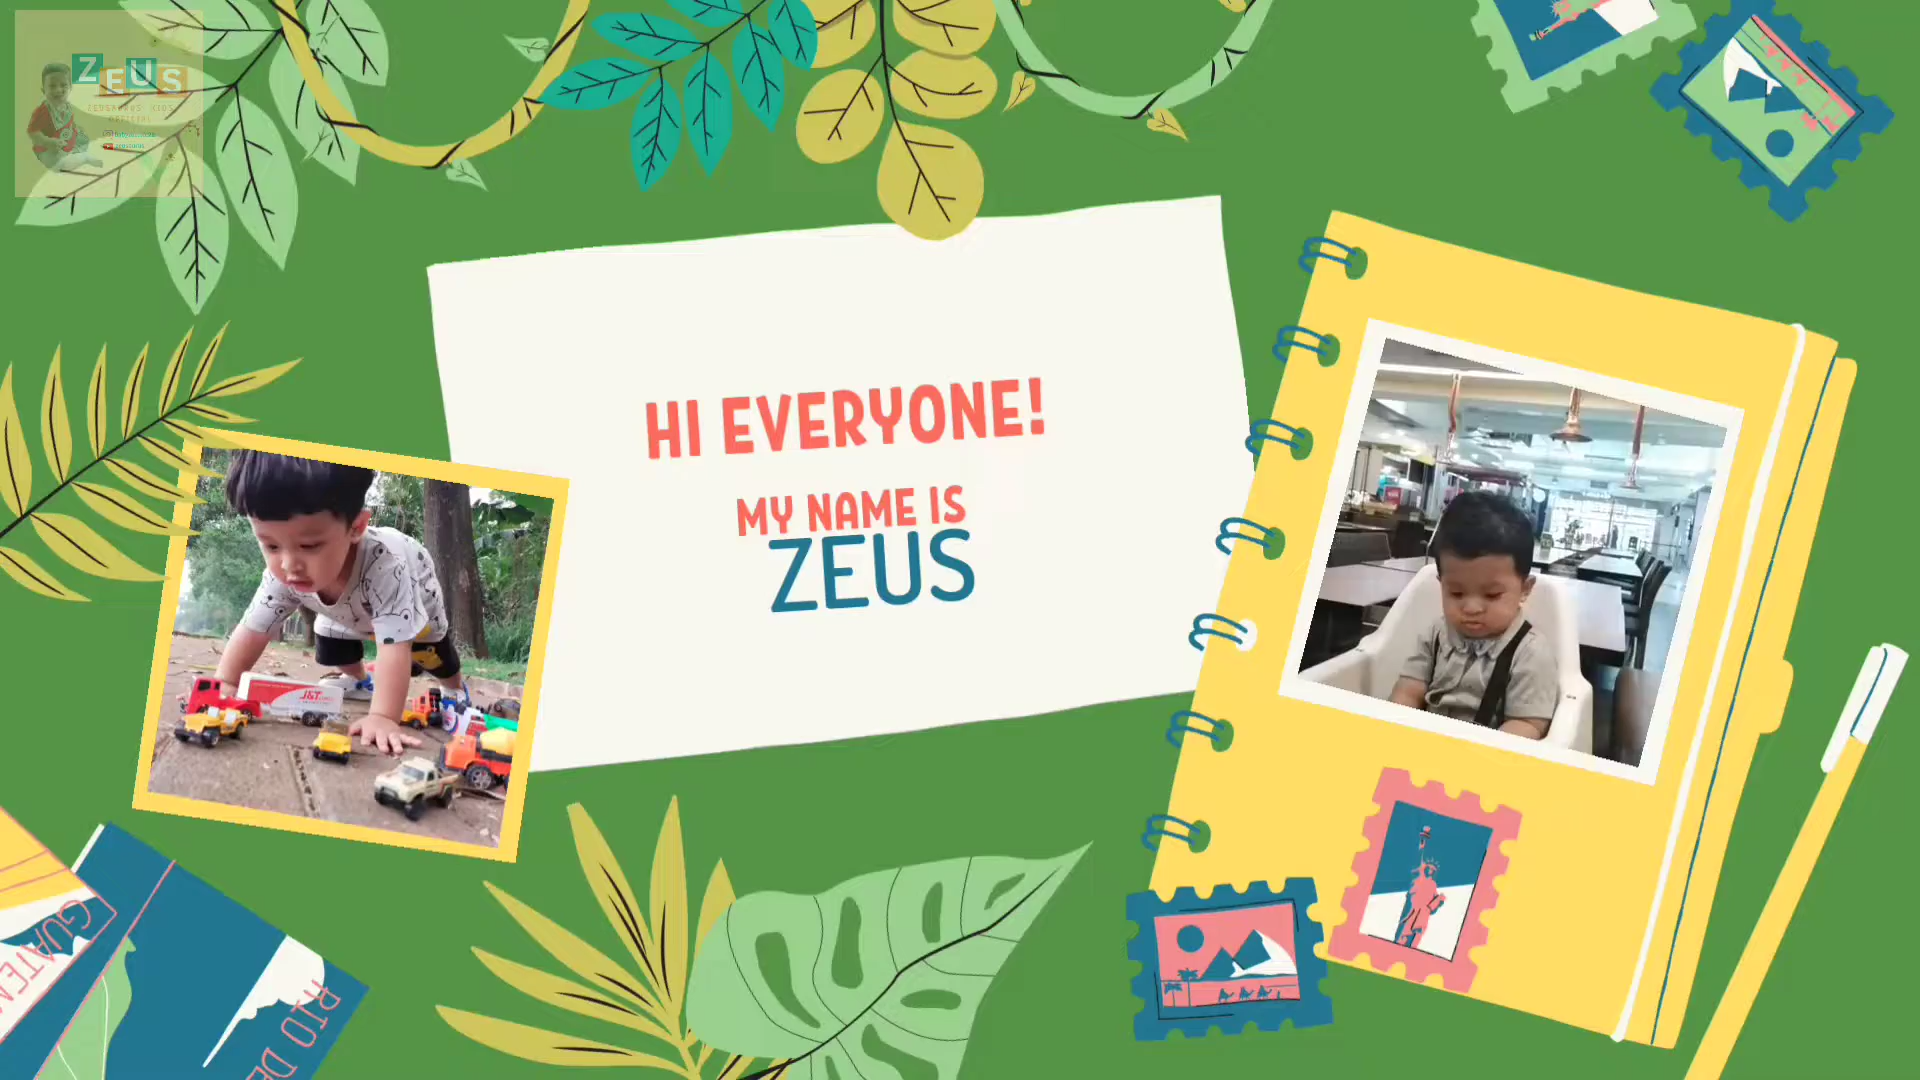 ZEUS
HI EVERYONE!
MY NAME IS
ZEUS
J&T
RIO DE